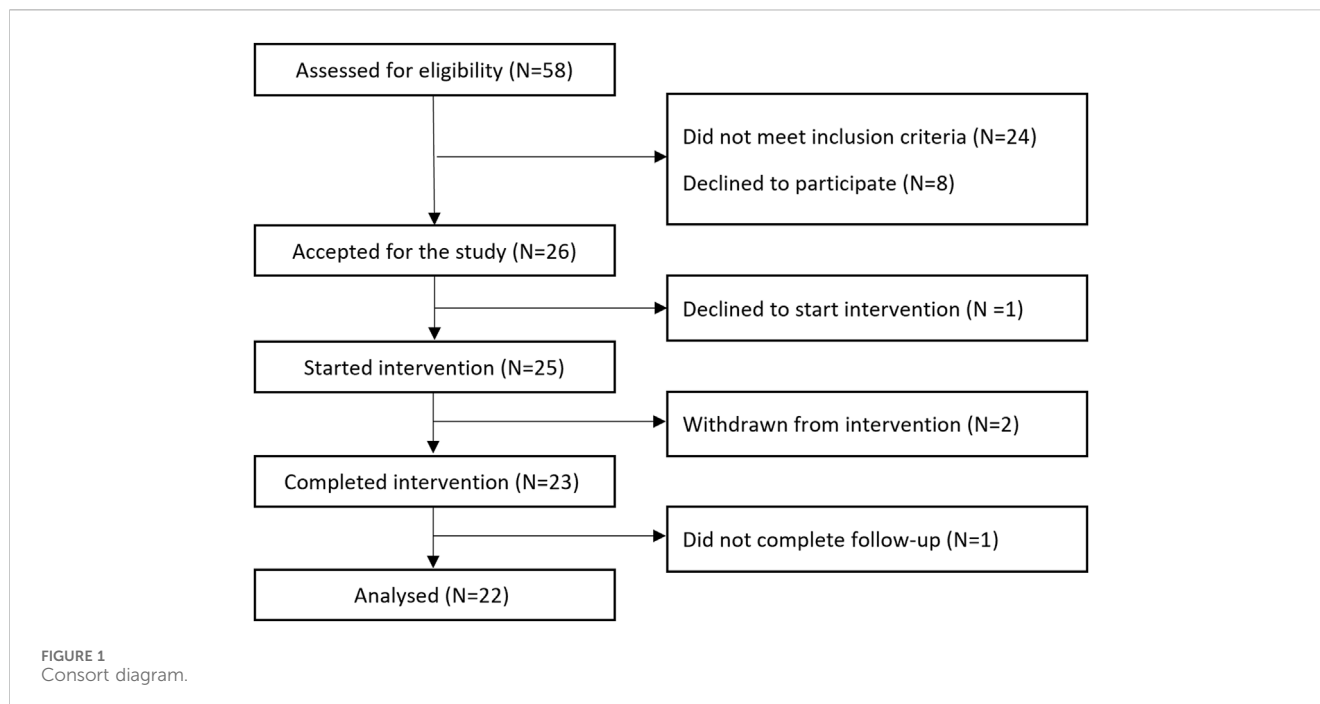 Assessed for eligibility (N=58)
Did not meet inclusion criteria (N=24)
Declined to participate (N=8)
Accepted for the study (N=26)
Declined to start intervention (N =1)
Started intervention (N=25)
Withdrawn from intervention (N=2)
Completed intervention (N=23)
Did not complete follow-up (N=1)
Analysed (N=22)
FIGURE 1
Consort diagram.